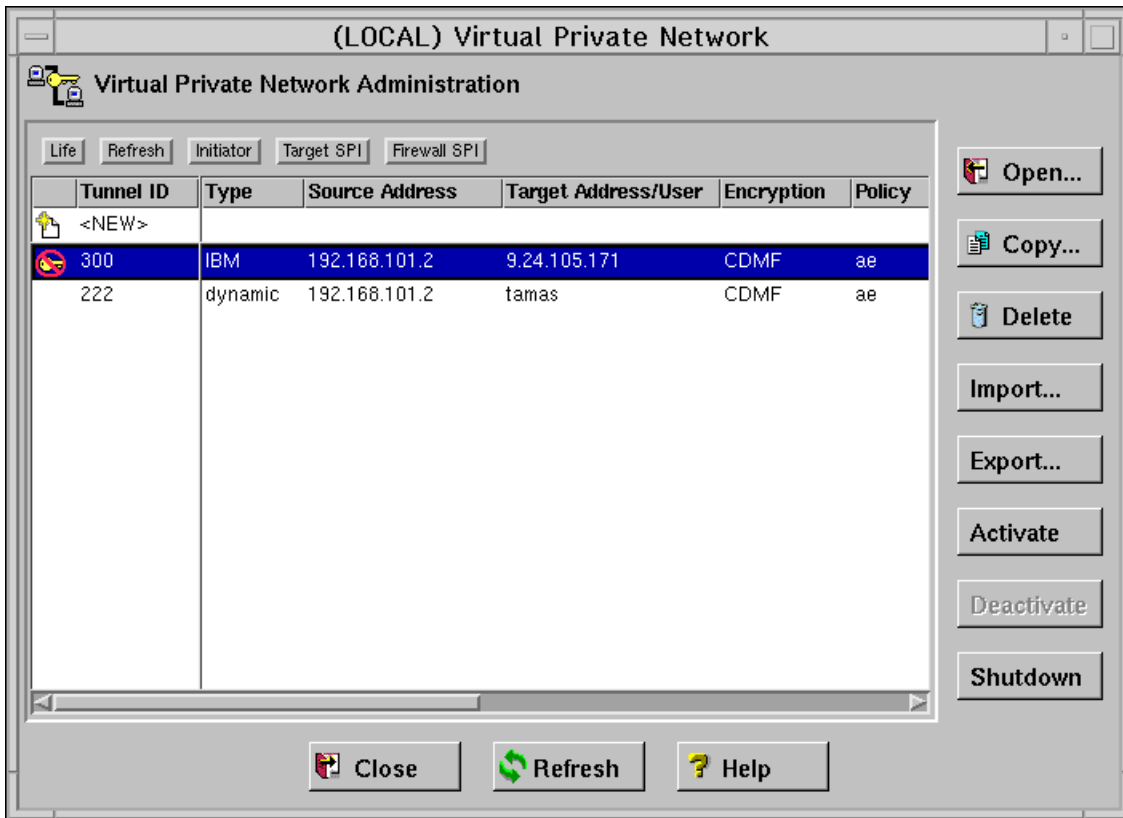 (LOCAL) Virtual Private Network
Virtual Private Network Administration
Life Refresh Initiator Target SPI Firewall SPI
Tunnel ID Type Source Address Target Address/User Encryption Policy
<NEW>
300 IBM 192.168.101.2 9.24.105.171 CDMF ae
222 dynamic 192.168.101.2 tamas CDMF ae
Open...
Copy...
Delete
Import...
Export...
Activate
Deactivate
Shutdown
Close Refresh Help